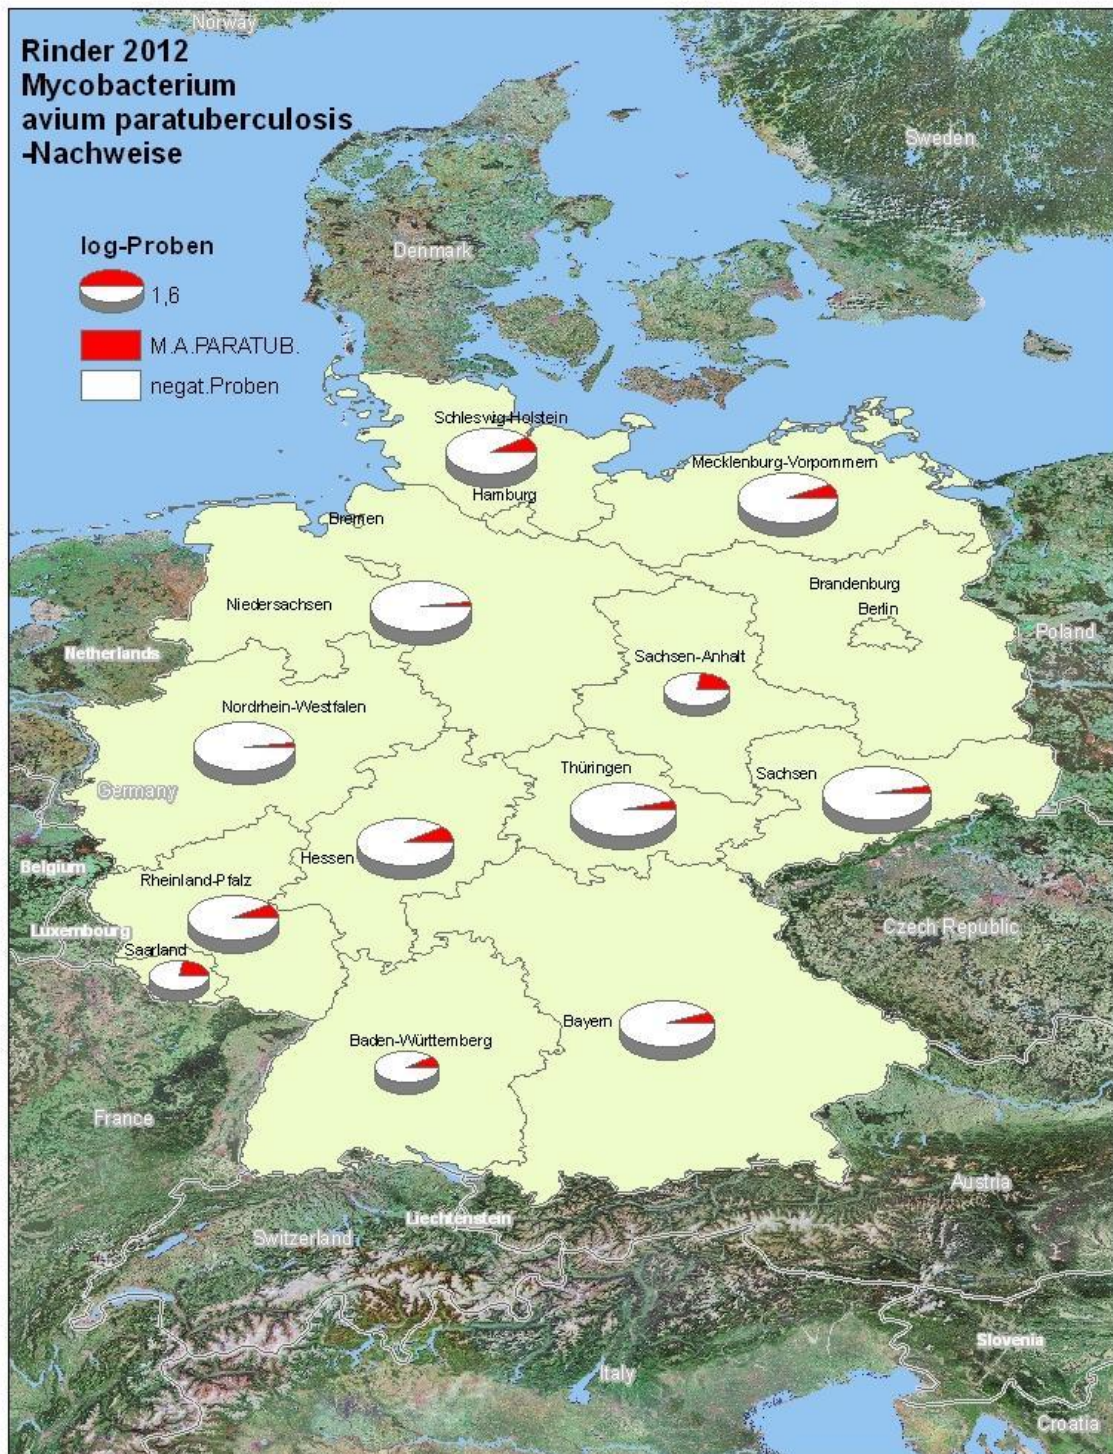 Norway
Rinder 2012
Mycobacterium
avium paratuberculosis
-Nachweise
Sweden
log-Proben
Denmark
1,6
M.A.PARATUB.
negat.Proben
Schleswig-Holstein
Mecklenburg-Vorpommern
Hamburg
Bremen
Brandenburg
Niedersachsen
Berlin
Poland
Netherlands
Sachsen-Anhalt
Nordrhein-Westfalen
Thüringen
Sachsen
Germany
Hessen
Belgium
Rheinland-Pfalz
Luxembourg
Czech Republic
Saarland
Bayern
Baden-Württemberg
France
Austria
Liechtenstein
Switzerland
Slovenia
Italy
Croatia